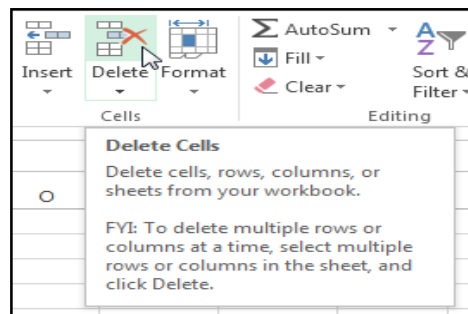 AutoSum
Fill
Clear
Insert
Delete
Format
Sort &
Filter
Cells
Editing
O
Delete Cells
Delete cells, rows, columns, or
sheets from your workbook.
FYI: To delete multiple rows or
columns at a time, select multiple
rows or columns in the sheet, and
click Delete.